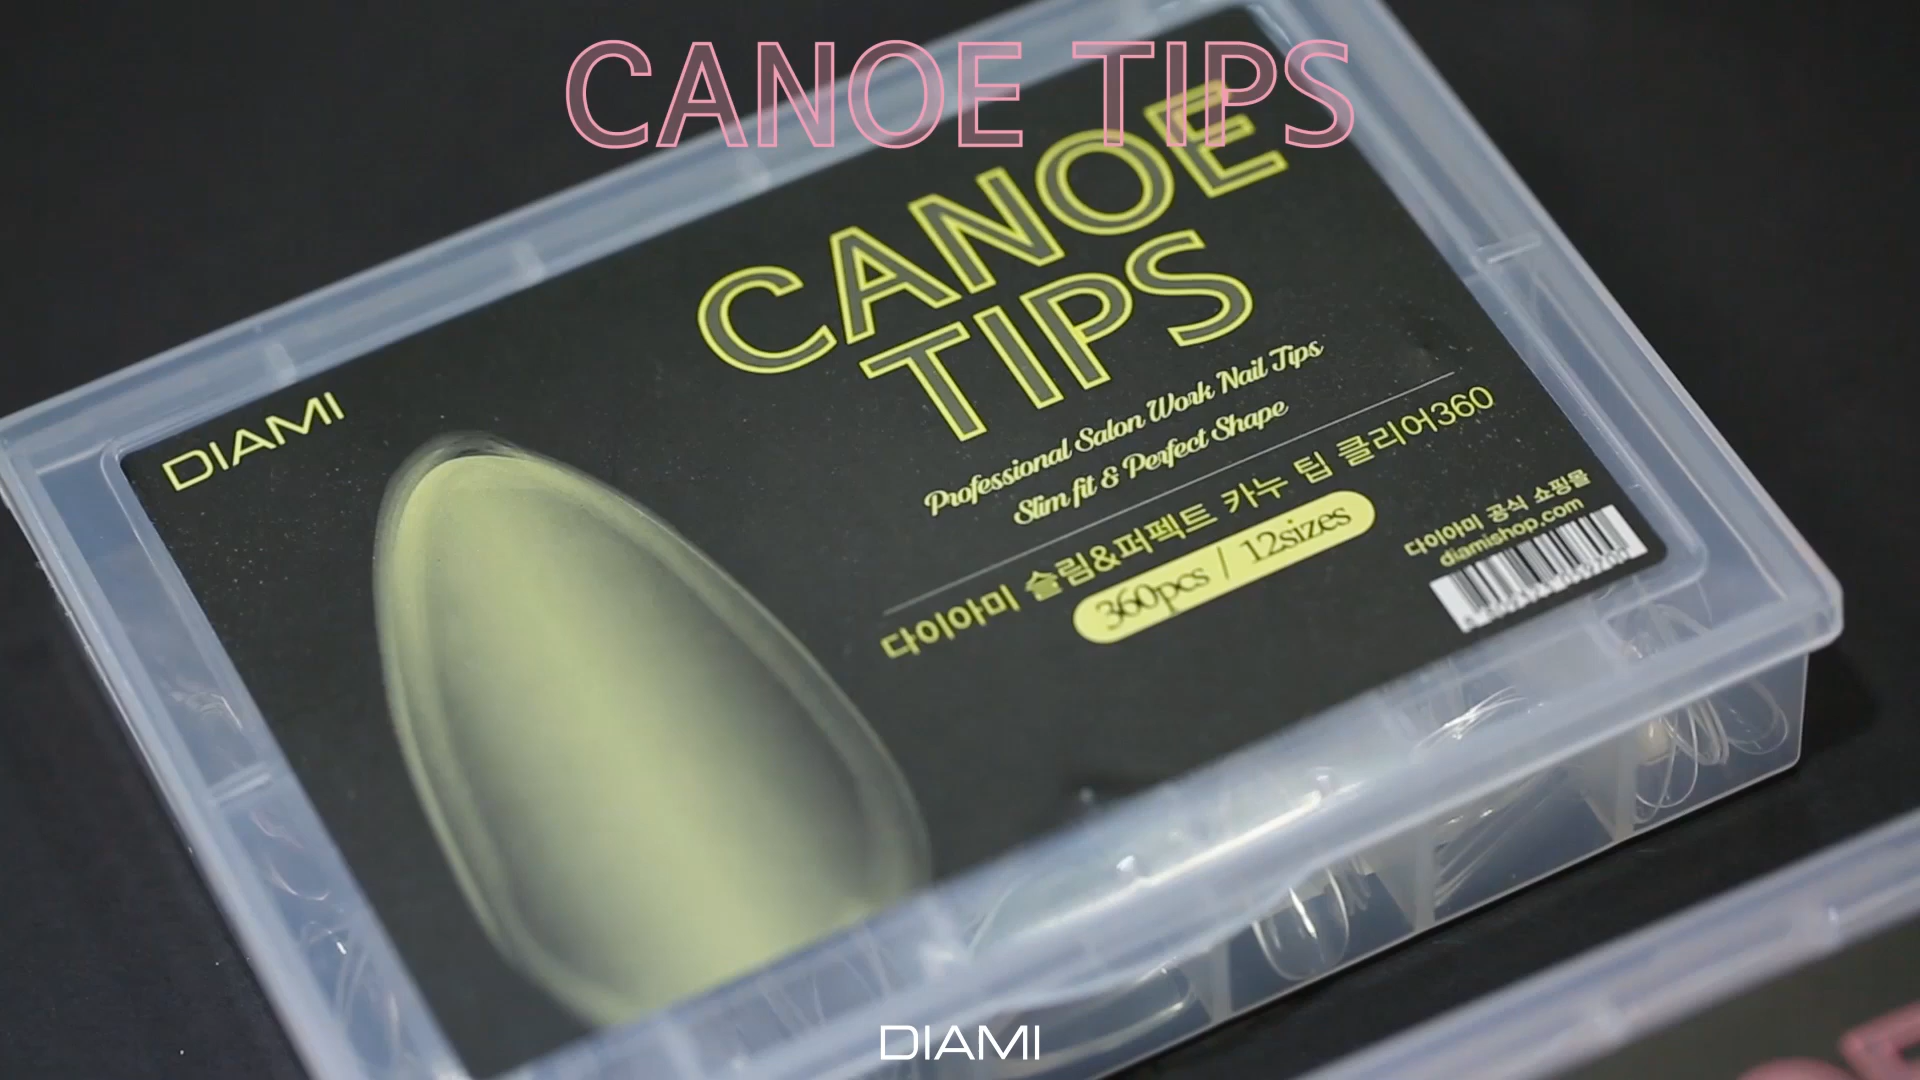 CANOE TIPS
DIAMI
CANOE
TIPS
Professional Salon Work Nail Tips
Slim fit & Perfect Shape
다이아미 슬림&퍼펙트 카누 팁 클리어360
360pcs | 12sizes
다이아미 공식 쇼핑몰
diamishop.com
DIAMI